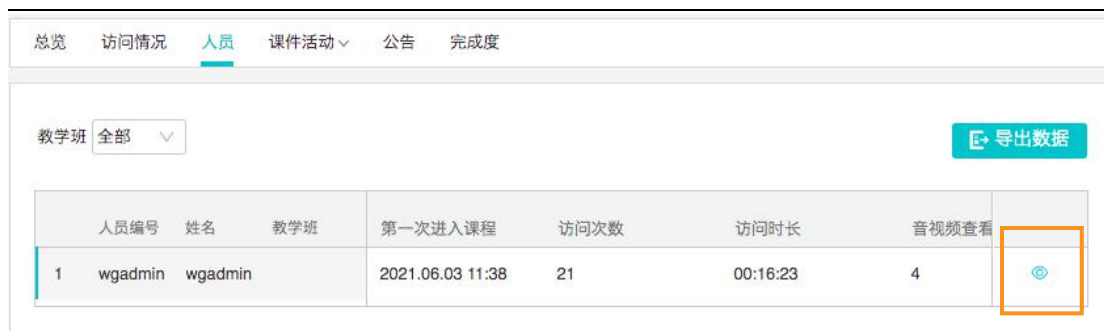 总览 访问情况 人员 课件活动 公告 完成度
教学班 全部 导出数据
人员编号 姓名 教学班 第一次进入课程 访问次数 访问时长 音视频查看
1 wgadmin wgadmin 2021.06.03 11:38 21 00:16:23 4